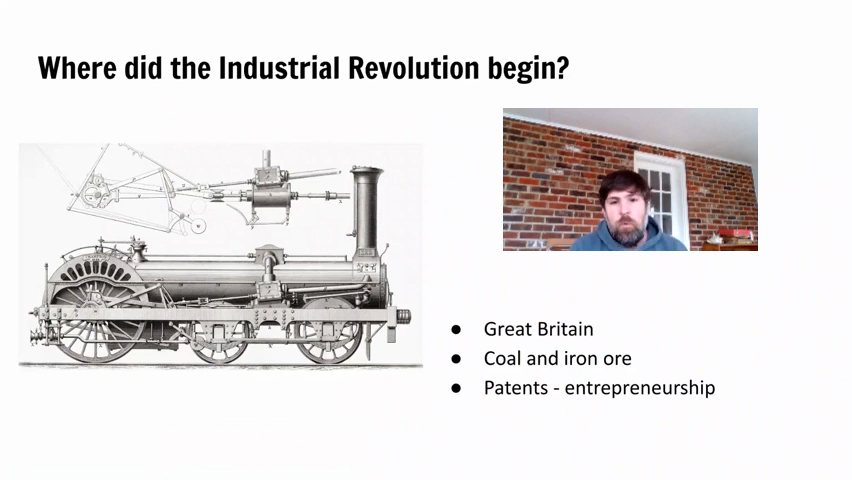 Where did the Industrial Revolution begin?
● Great Britain
● Coal and iron ore
● Patents - entrepreneurship